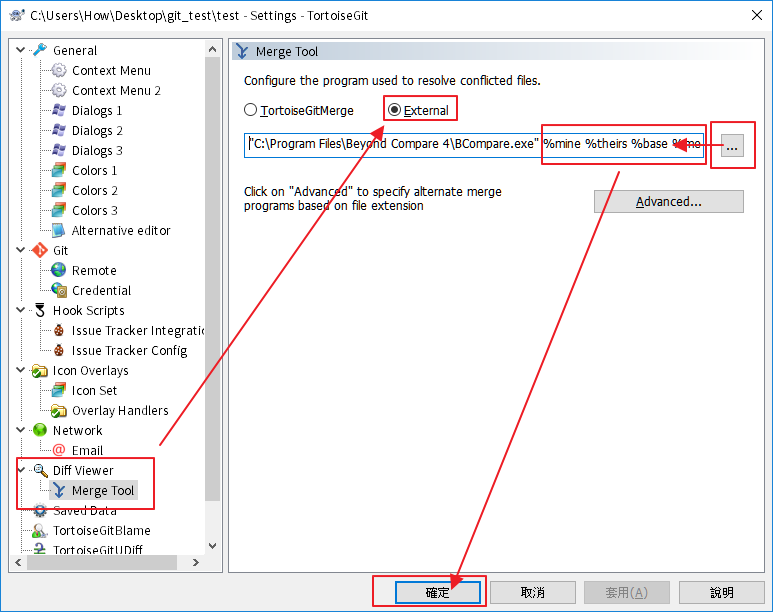 C:\Users\How\Desktop\git_test\test - Settings - TortoiseGit
General
Context Menu
Context Menu 2
Dialogs 1
Dialogs 2
Dialogs 3
Colors 1
Colors 2
Colors 3
Alternative editor
Git
Remote
Credential
Hook Scripts
Issue Tracker Integratic
Issue Tracker Config
Icon Overlays
Icon Set
Overlay Handlers
Network
Email
Diff Viewer
Merge Tool
Saved Data
TortoiseGitBlame
TortoiseGitUDiff
Merge Tool
Configure the program used to resolve conflicted files.
TortoiseGitMerge
External
"C:\Program Files\Beyond Compare 4\BCompare.exe" %mine %theirs %base
...
Click on "Advanced" to specify alternate merge
programs based on file extension
Advanced...
確定
取消
套用(A)
說明